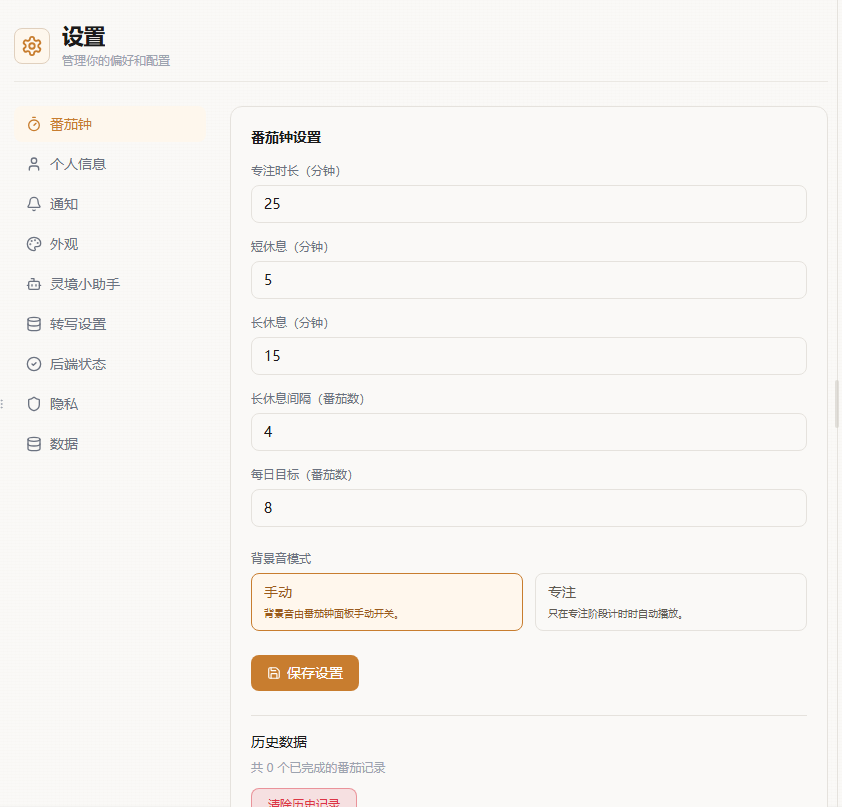 设置
管理你的偏好和配置
番茄钟
个人信息
通知
外观
灵境小助手
转写设置
后端状态
隐私
数据
番茄钟设置
专注时长（分钟）
25
短休息（分钟）
5
长休息（分钟）
15
长休息间隔（番茄数）
4
每日目标（番茄数）
8
背景音模式
手动
背景音由番茄钟面板手动开关。
专注
只在专注阶段计时时自动播放。
保存设置
历史数据
共 0 个已完成的番茄记录
清除历史记录